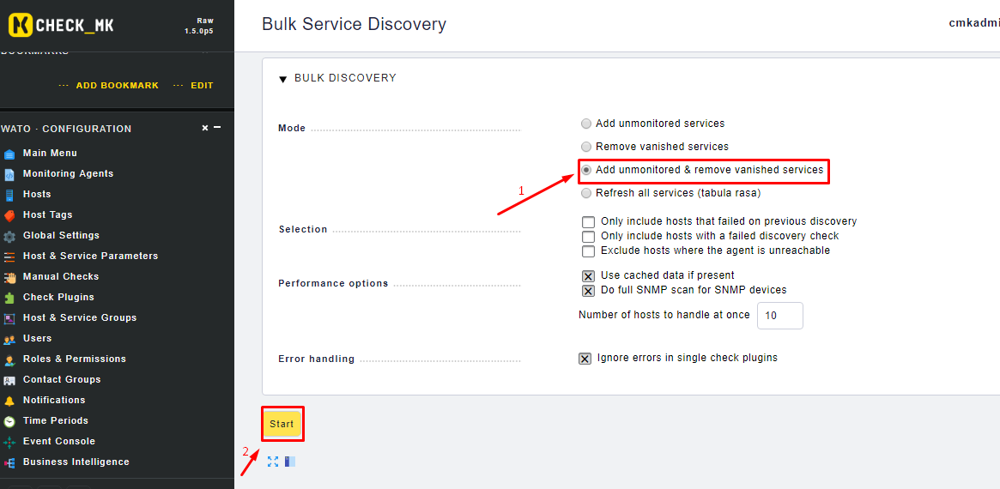 CHECK_MK
Raw
1.5.0p5
Bulk Service Discovery
cmkadmi
BOOKMARKS
··· ADD BOOKMARK ··· EDIT
WATO · CONFIGURATION
Main Menu
Monitoring Agents
Hosts
Host Tags
Global Settings
Host & Service Parameters
Manual Checks
Check Plugins
Host & Service Groups
Users
Roles & Permissions
Contact Groups
Notifications
Time Periods
Event Console
Business Intelligence
BULK DISCOVERY
Mode
Add unmonitored services
Remove vanished services
1
Add unmonitored & remove vanished services
Refresh all services (tabula rasa)
Selection
Only include hosts that failed on previous discovery
Only include hosts with a failed discovery check
Exclude hosts where the agent is unreachable
Performance options
Use cached data if present
Do full SNMP scan for SNMP devices
Number of hosts to handle at once 10
Error handling
Ignore errors in single check plugins
Start
2